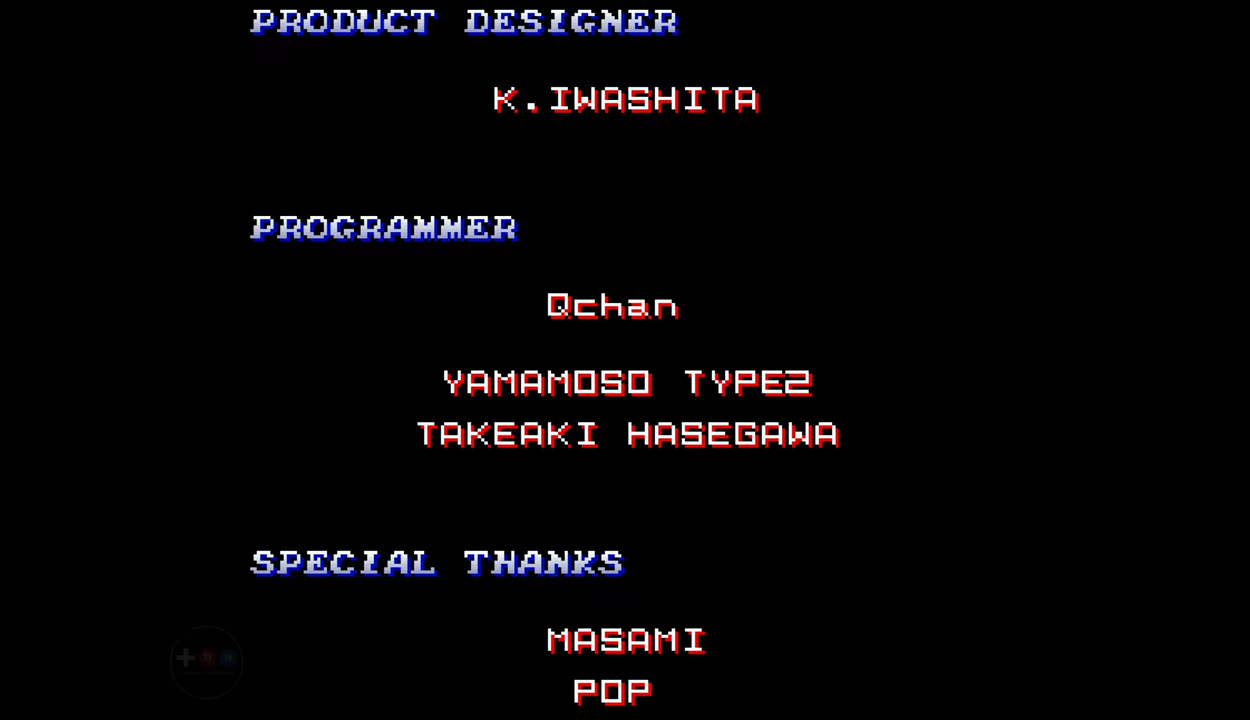 PRODUCT DESIGNER
K.IWASHITA
PROGRAMMER
Qchan
YAMAMOSO TYPE2
TAKEAKI HASEGAWA
SPECIAL THANKS
MASAMI
POP